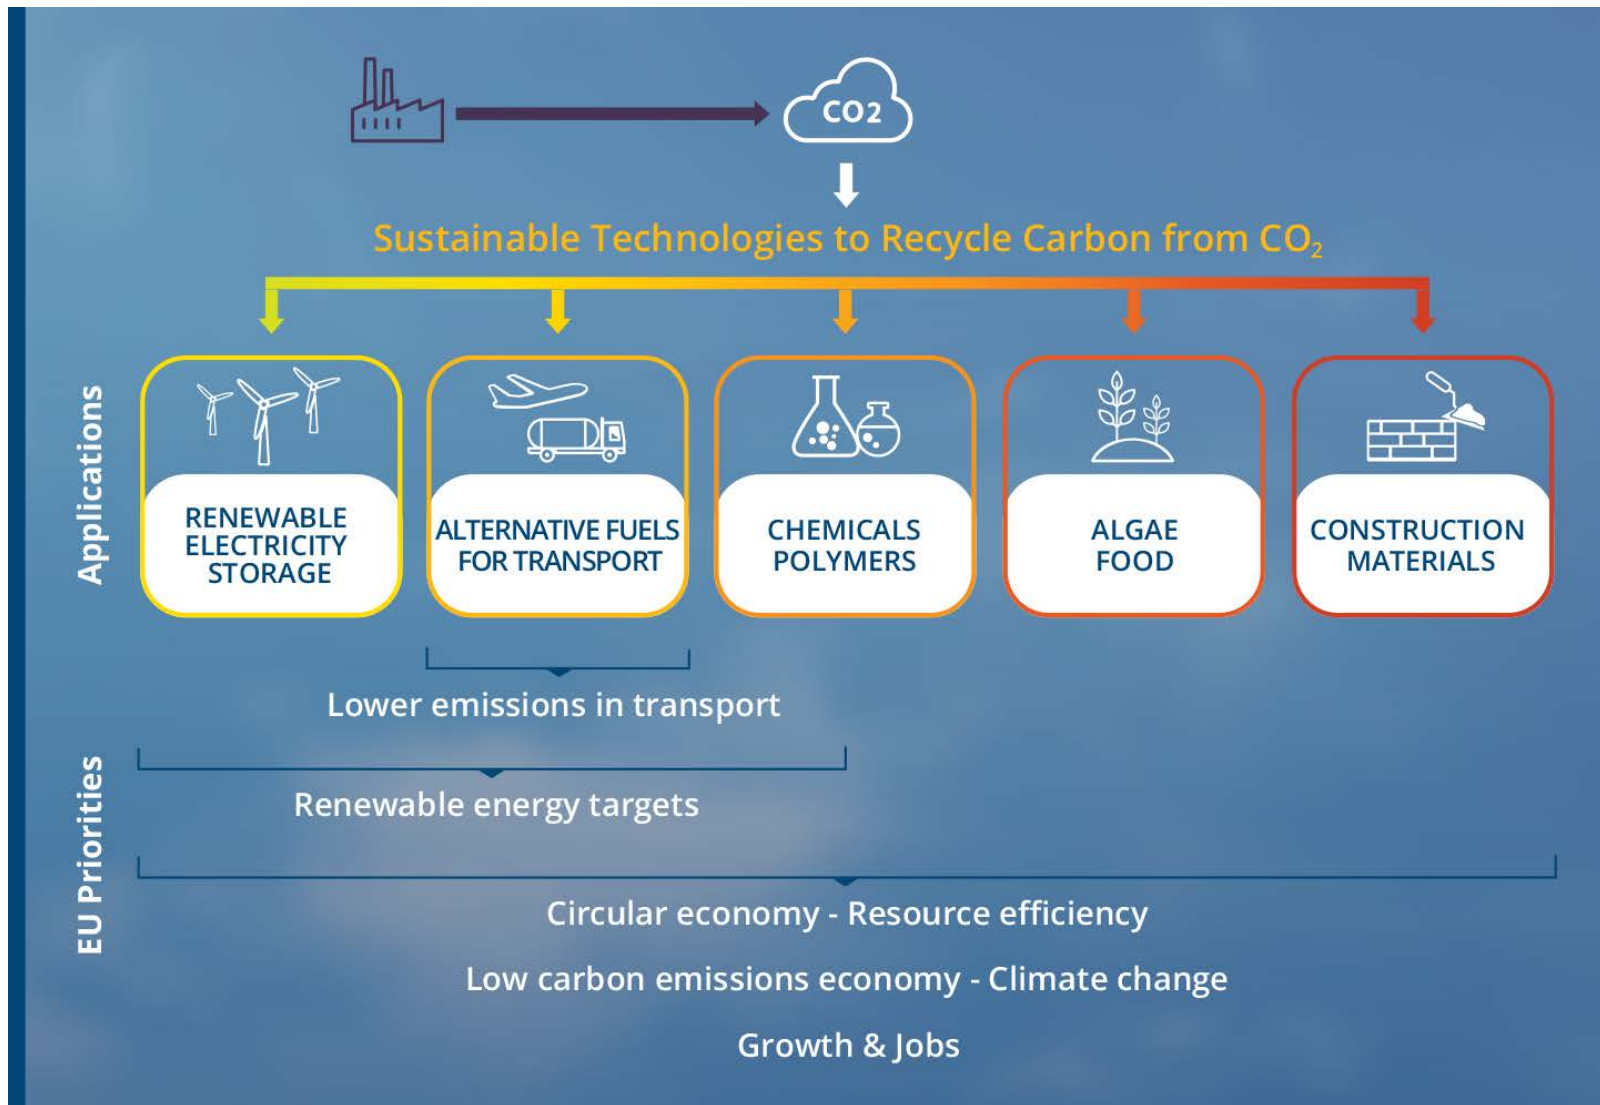 CO2
Sustainable Technologies to Recycle Carbon from CO₂
Applications
RENEWABLE
ELECTRICITY
STORAGE
ALTERNATIVE FUELS
FOR TRANSPORT
CHEMICALS
POLYMERS
ALGAE
FOOD
CONSTRUCTION
MATERIALS
EU Priorities
Lower emissions in transport
Renewable energy targets
Circular economy - Resource efficiency
Low carbon emissions economy - Climate change
Growth & Jobs